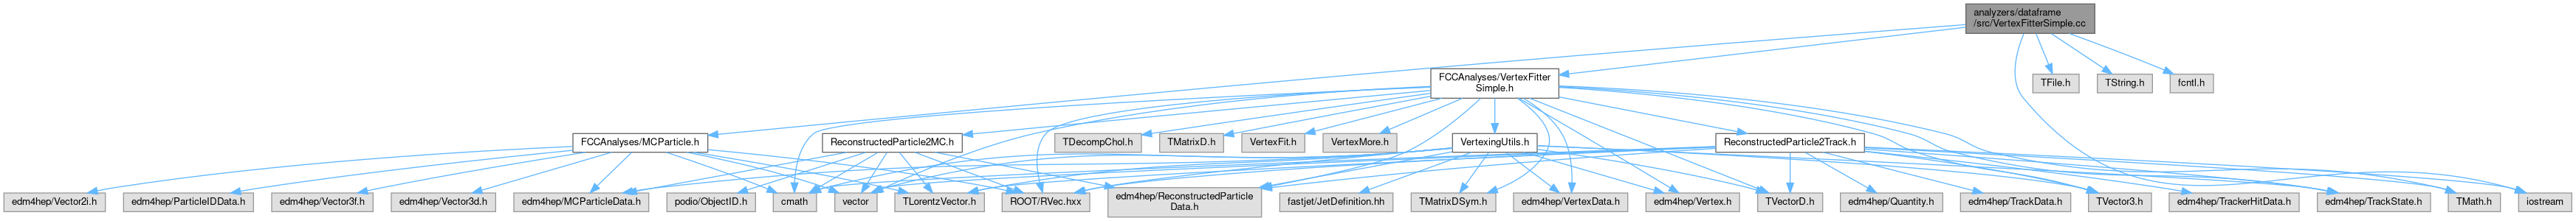 analyzers/dataframe
/src/VertexFitterSimple.cc
FCCAnalyses/VertexFitter
Simple.h
TFile.h
TString.h
fcntl.h
FCCAnalyses/MCParticle.h
ReconstructedParticle2MC.h
TDecompChol.h
TMatrixD.h
VertexFit.h
VertexMore.h
VertexingUtils.h
ReconstructedParticle2Track.h
edm4hep/Vector2i.h
edm4hep/ParticleIDData.h
edm4hep/Vector3f.h
edm4hep/Vector3d.h
edm4hep/MCParticleData.h
podio/ObjectID.h
cmath
vector
TLorentzVector.h
ROOT/RVec.hxx
edm4hep/ReconstructedParticle
Data.h
fastjet/JetDefinition.hh
TMatrixDSym.h
edm4hep/VertexData.h
edm4hep/Vertex.h
TVectorD.h
edm4hep/Quantity.h
edm4hep/TrackData.h
TVector3.h
edm4hep/TrackerHitData.h
edm4hep/TrackState.h
TMath.h
iostream